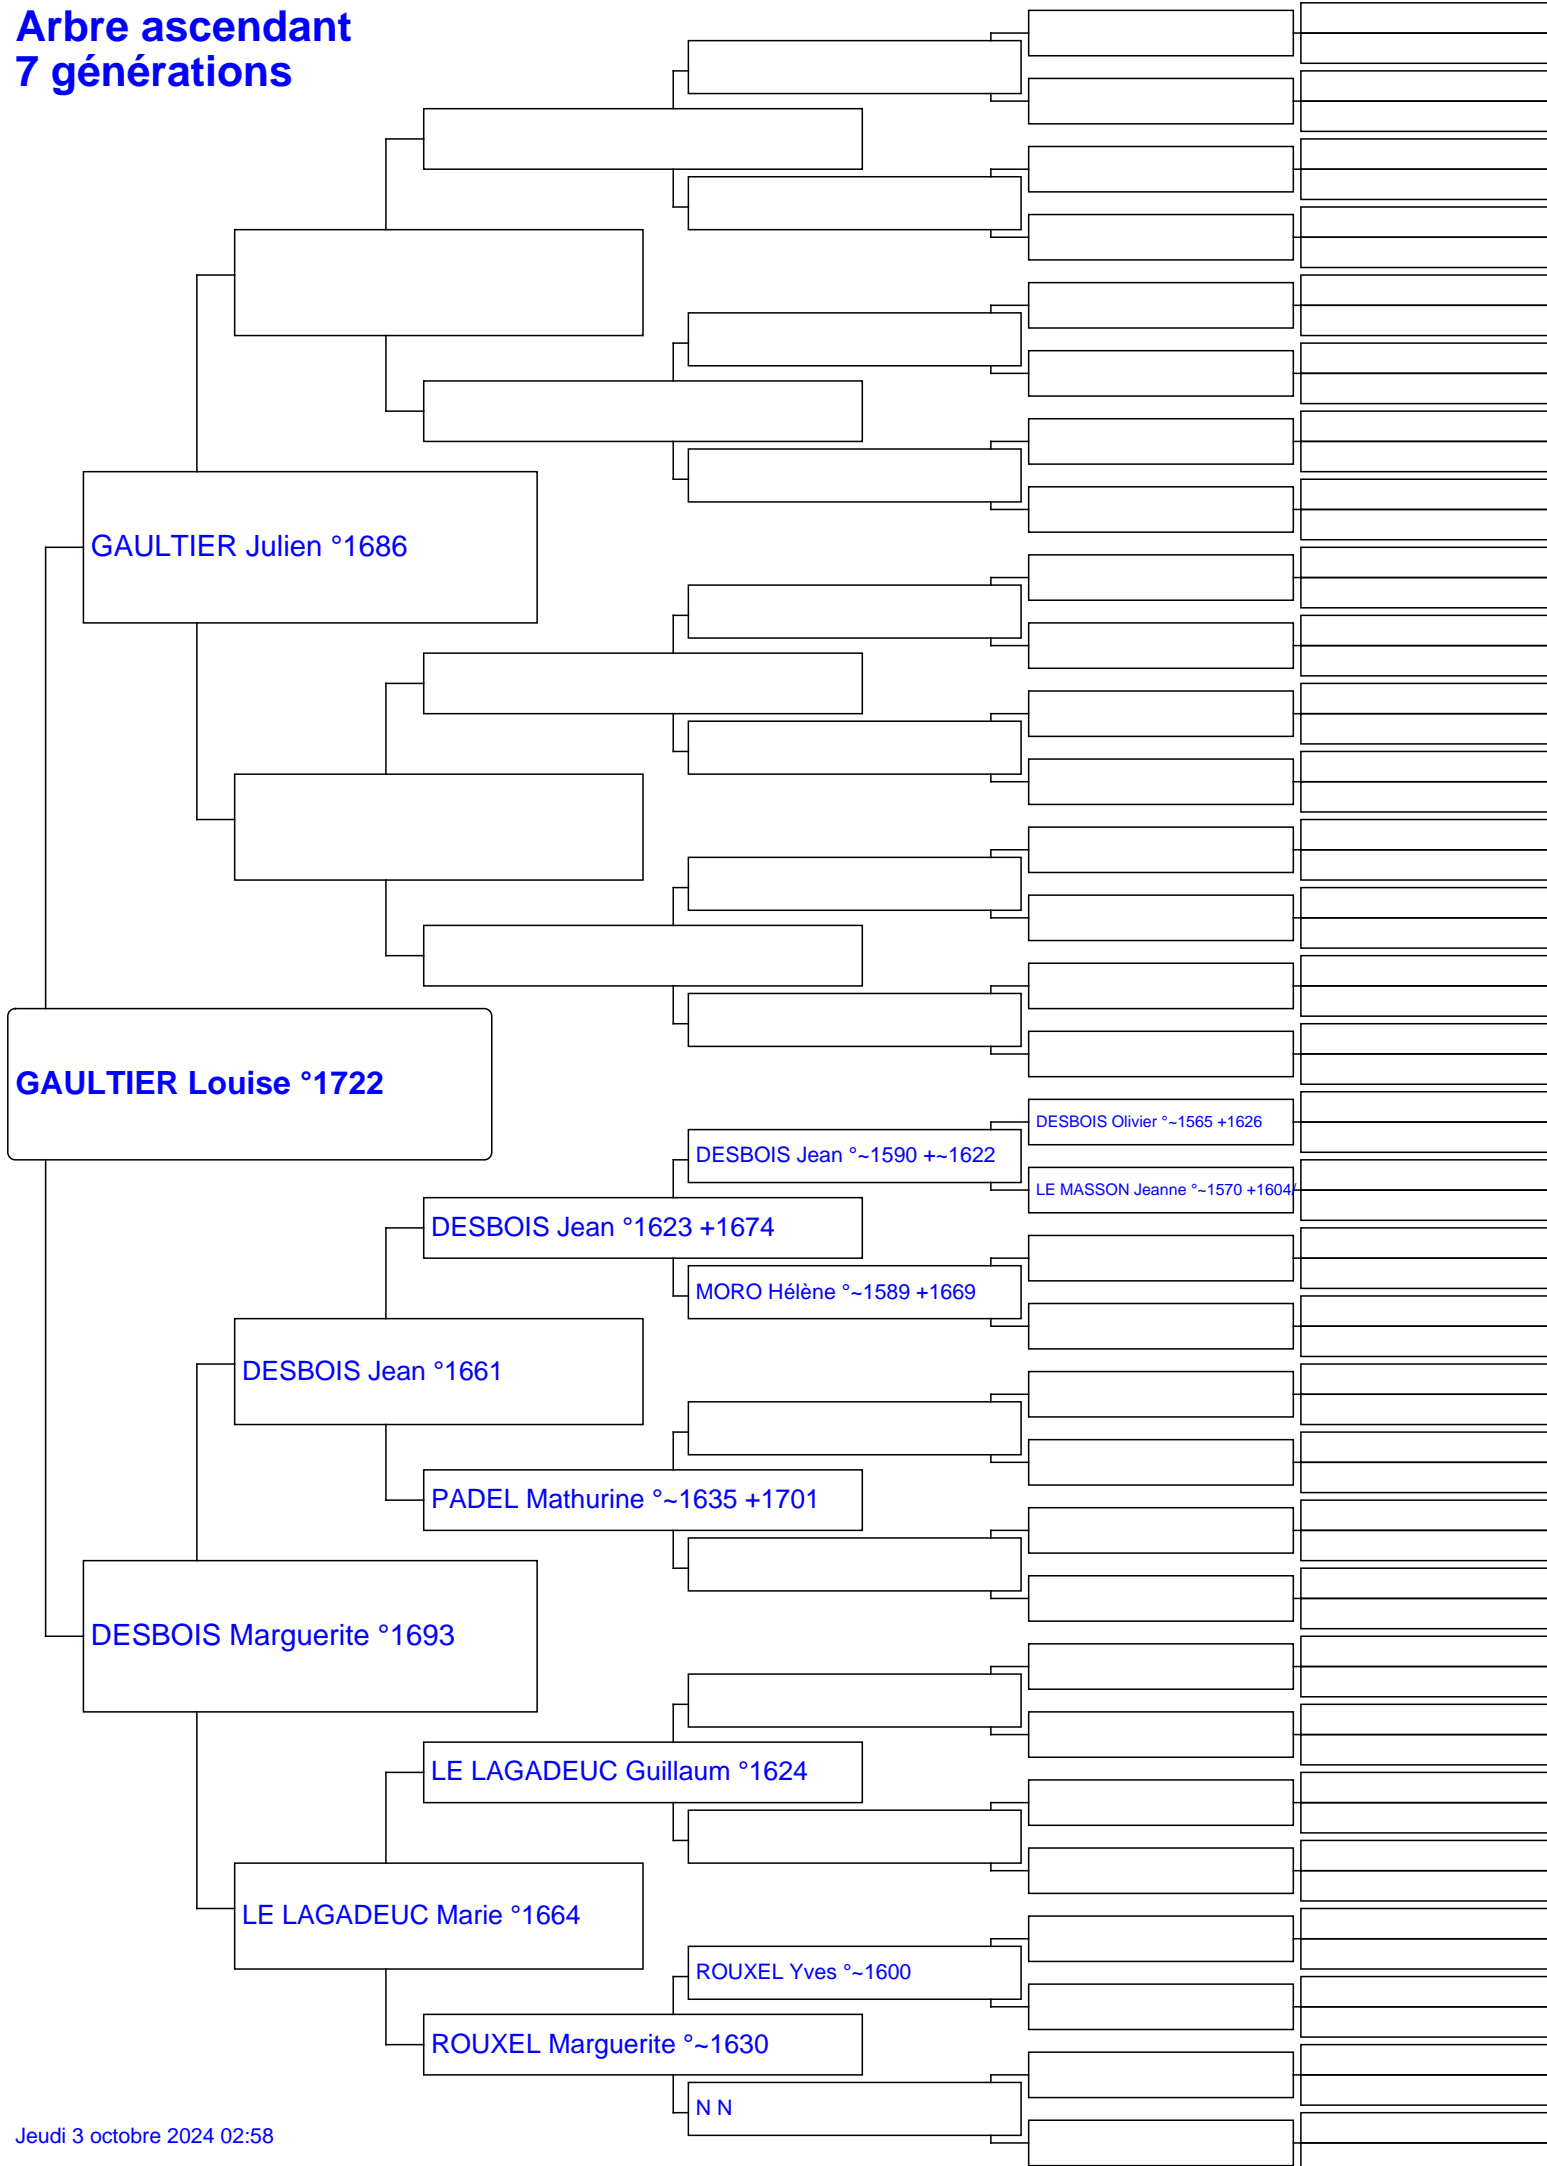 Arbre ascendant
7 générations
GAULTIER Julien °1686
GAULTIER Louise °1722
DESBOIS Olivier °~1565 +1626
DESBOIS Jean °~1590 +~1622
LE MASSON Jeanne °~1570 +1604/
DESBOIS Jean °1623 +1674
MORO Hélène °~1589 +1669
DESBOIS Jean °1661
PADEL Mathurine °~1635 +1701
DESBOIS Marguerite °1693
LE LAGADEUC Guillaum °1624
LE LAGADEUC Marie °1664
ROUXEL Yves °~1600
ROUXEL Marguerite °~1630
N N
Jeudi 3 octobre 2024 02:58